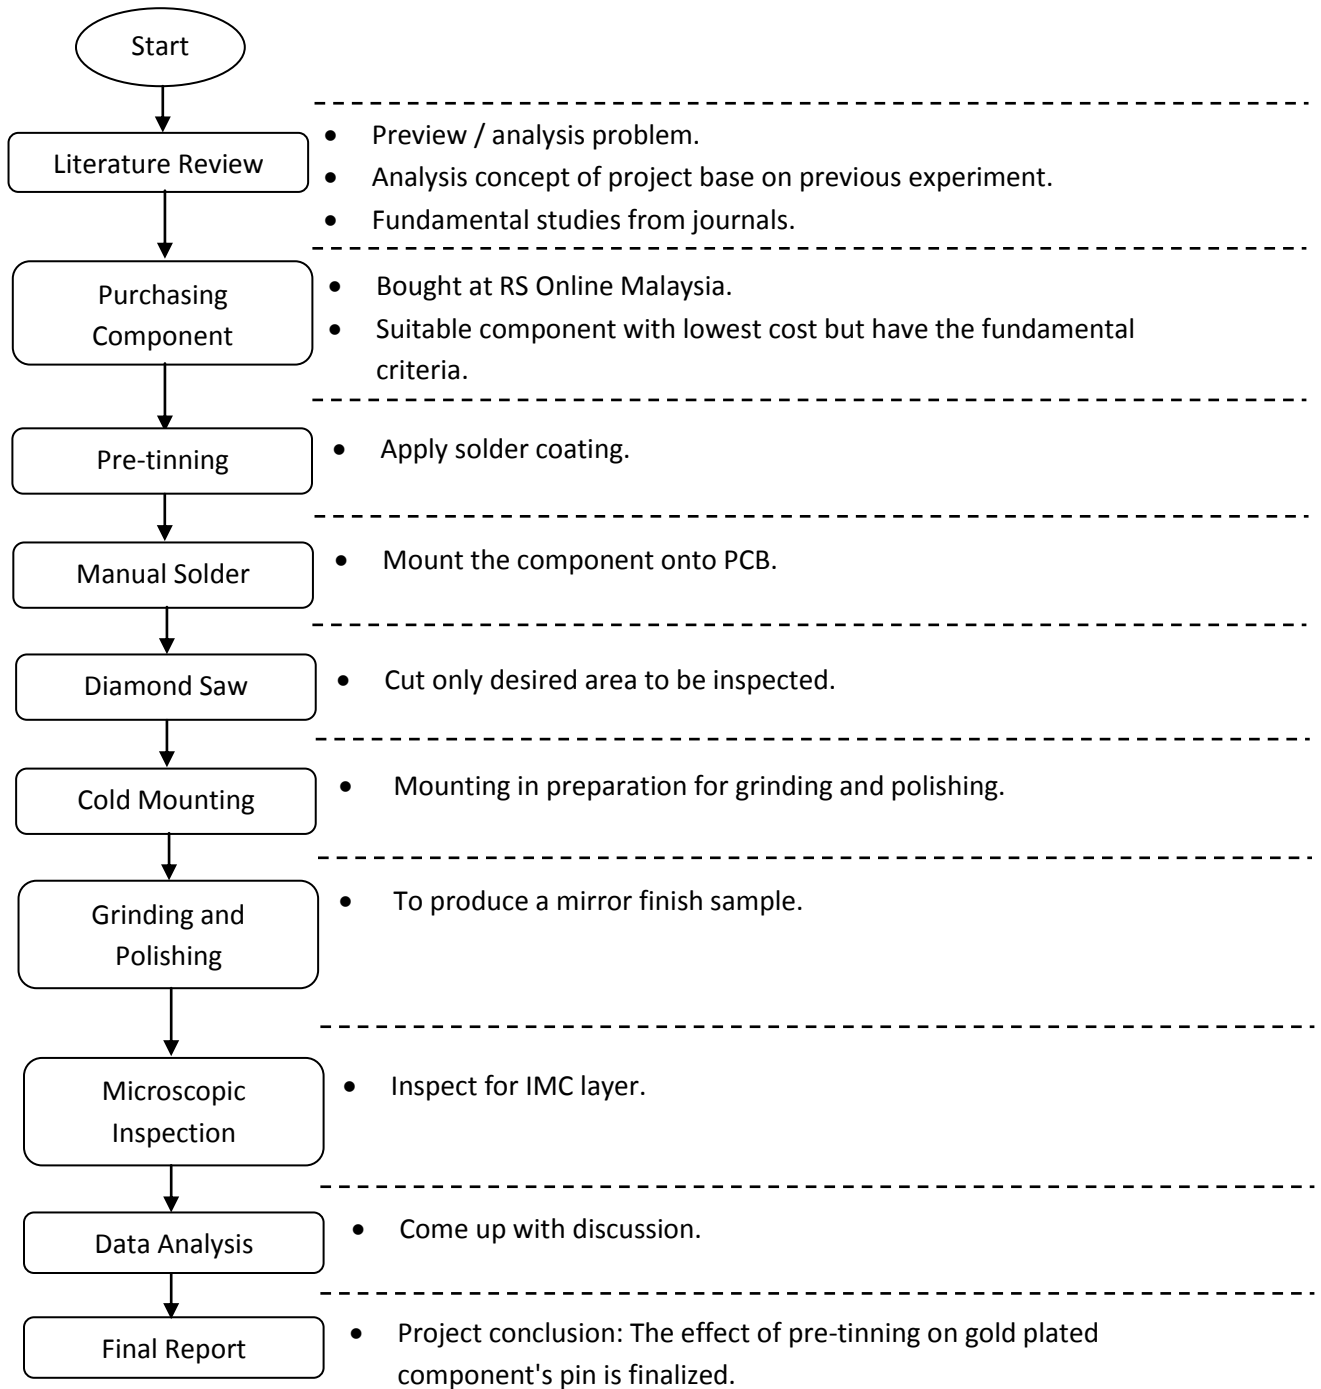 Start
Literature Review
• Preview / analysis problem.
• Analysis concept of project base on previous experiment.
• Fundamental studies from journals.
Purchasing
Component
• Bought at RS Online Malaysia.
• Suitable component with lowest cost but have the fundamental
criteria.
Pre-tinning
• Apply solder coating.
Manual Solder
• Mount the component onto PCB.
Diamond Saw
• Cut only desired area to be inspected.
Cold Mounting
• Mounting in preparation for grinding and polishing.
Grinding and
Polishing
• To produce a mirror finish sample.
Microscopic
Inspection
• Inspect for IMC layer.
Data Analysis
• Come up with discussion.
Final Report
• Project conclusion: The effect of pre-tinning on gold plated
component's pin is finalized.